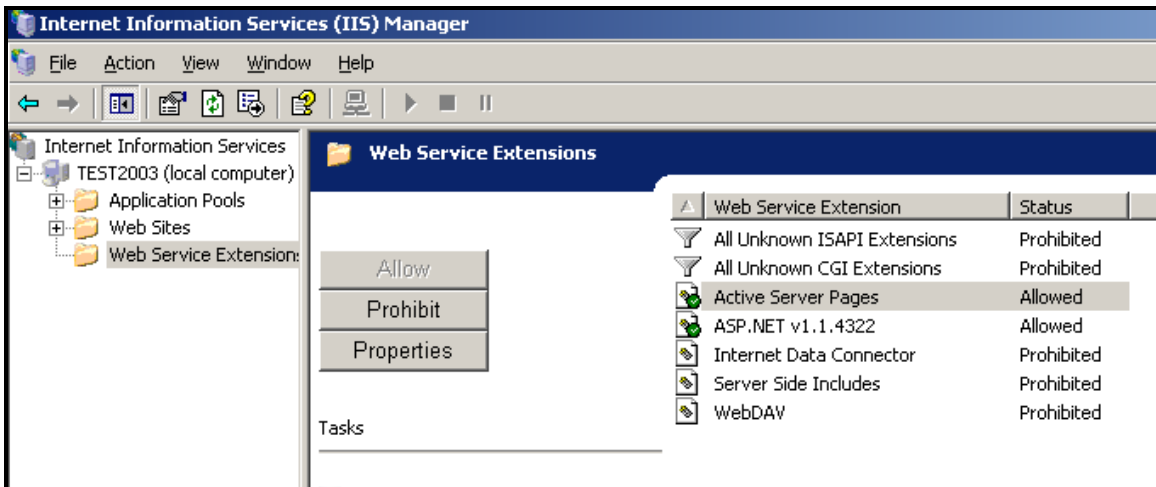 Internet Information Services (IIS) Manager
File Action View Window Help
Internet Information Services
TEST2003 (local computer)
Application Pools
Web Sites
Web Service Extension
Web Service Extensions
Allow
Prohibit
Properties
Tasks
Web Service Extension Status
All Unknown ISAPI Extensions Prohibited
All Unknown CGI Extensions Prohibited
Active Server Pages Allowed
ASP.NET v1.1.4322 Allowed
Internet Data Connector Prohibited
Server Side Includes Prohibited
WebDAV Prohibited